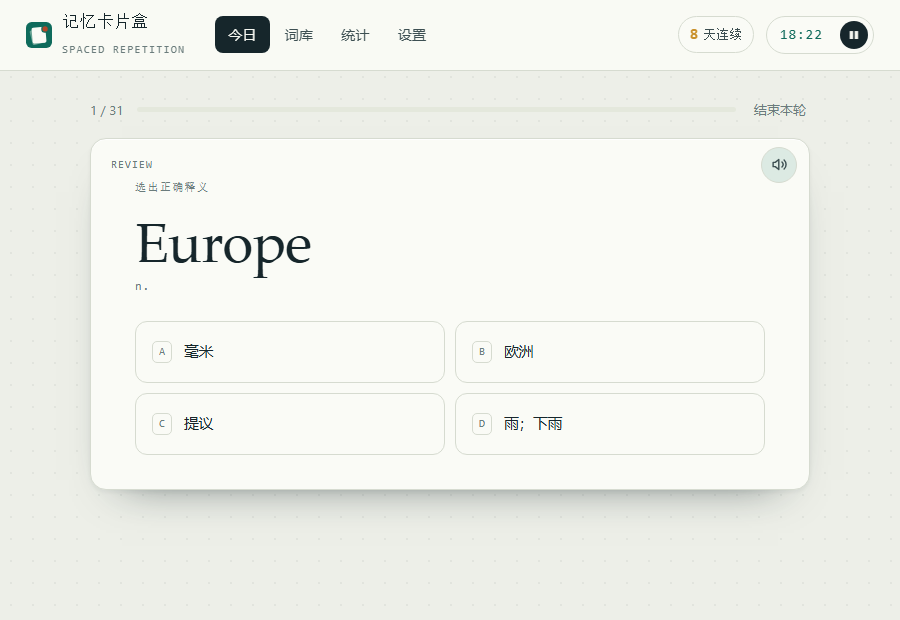 记忆卡片盒
SPACED REPETITION
今日 词库 统计 设置
8 天连续
18:22
1 / 31
结束本轮
REVIEW
选出正确释义
Europe
n.
A 毫米
B 欧洲
C 提议
D 雨；下雨